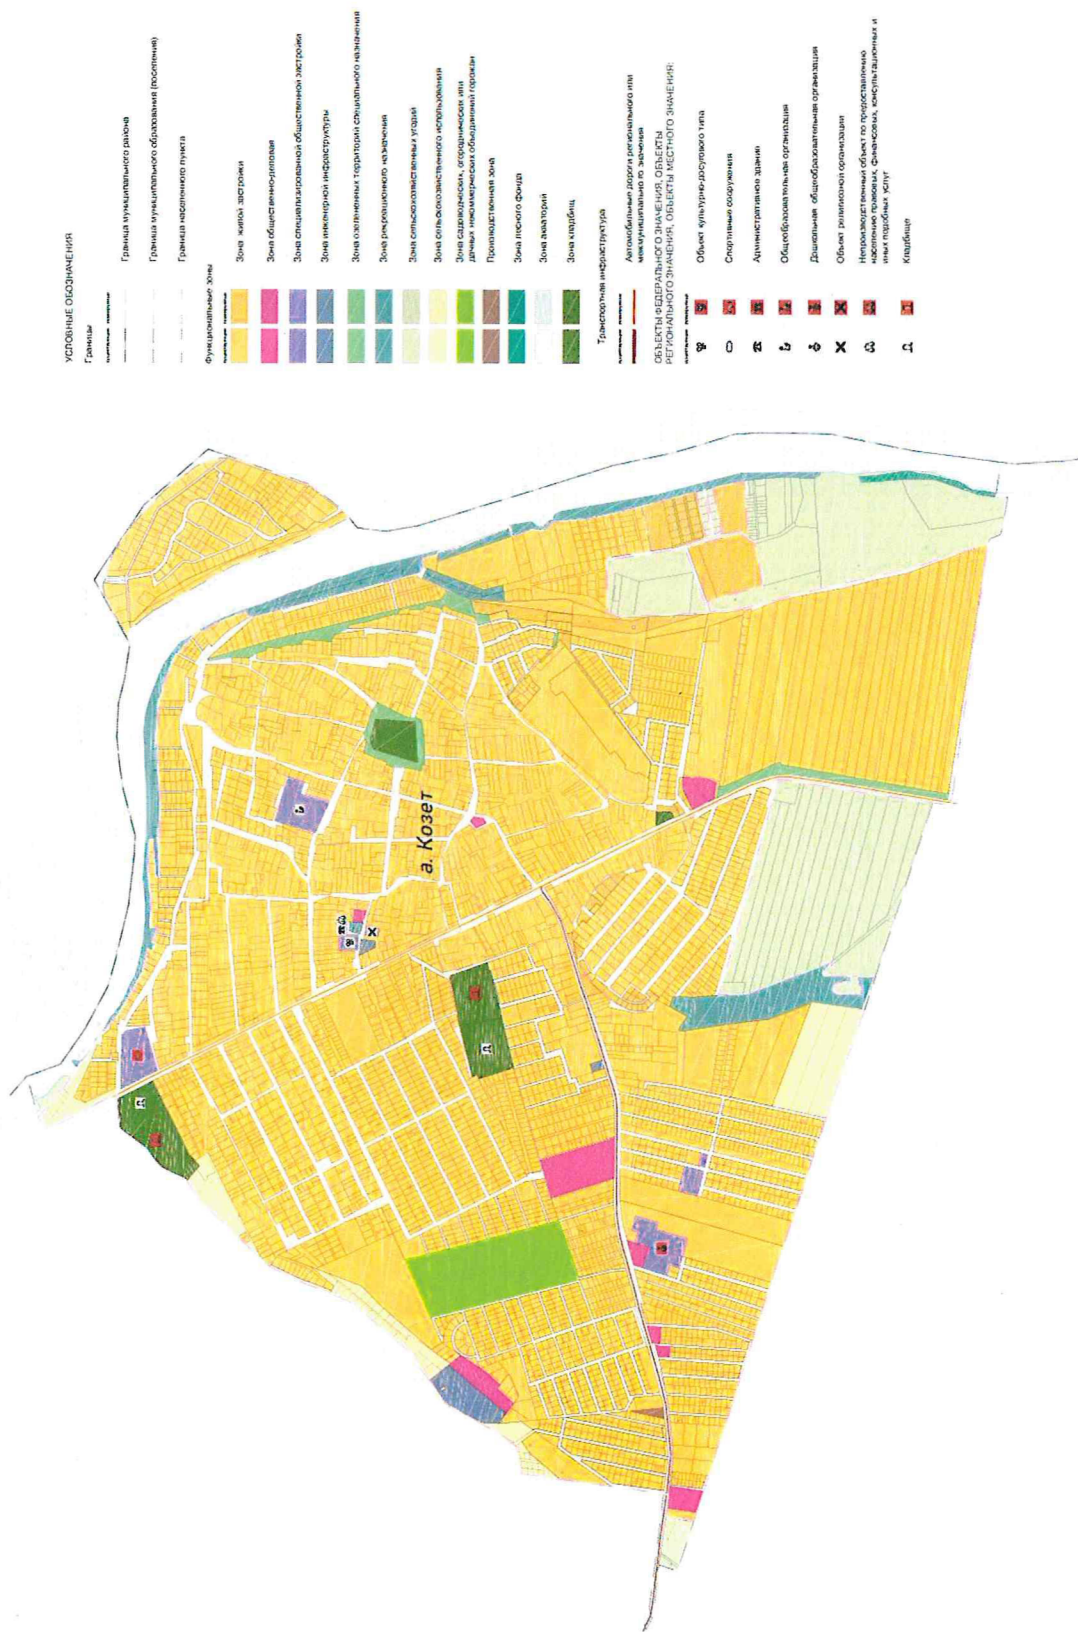 УСЛОВНЫЕ ОБОЗНАЧЕНИЯ
Границы
Граница муниципального района
Граница муниципального образования (поселения)
Граница населенного пункта
Функциональные зоны
Зона жилой застройки
Зона общественно-деловая
Зона специализированной общественной застройки
Зона инженерной инфраструктуры
Зона озелененных территорий специального назначения
Зона рекреационного назначения
Зона сельскохозяйственных угодий
Зона сельскохозяйственного использования
Зона садоводческих, огороднических или
дачных некоммерческих объединений граждан
Производственная зона
Зона лесного фонда
Зона акваторий
Зона кладбищ
Транспортная инфраструктура
Автомобильные дороги регионального или
межмуниципального значения
ОБЪЕКТЫ ФЕДЕРАЛЬНОГО ЗНАЧЕНИЯ, ОБЪЕКТЫ
РЕГИОНАЛЬНОГО ЗНАЧЕНИЯ, ОБЪЕКТЫ МЕСТНОГО ЗНАЧЕНИЯ:
Объект культурно-досугового типа
Спортивные сооружения
Административное здание
Общеобразовательная организация
Дошкольная общеобразовательная организация
Объект религиозной организации
Непроизводственный объект по предоставлению
населению правовых, финансовых, консультационных и
иных подобных услуг
Кладбище
а. Козет